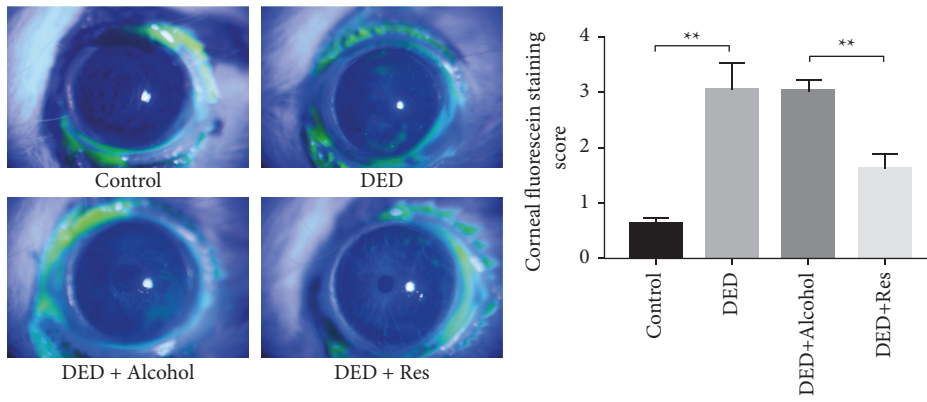 Control
DED
DED + Alcohol
DED + Res
Corneal fluorescein staining
score
4
3
2
1
0
**
**
Control
DED
DED+Alcohol
DED+Res